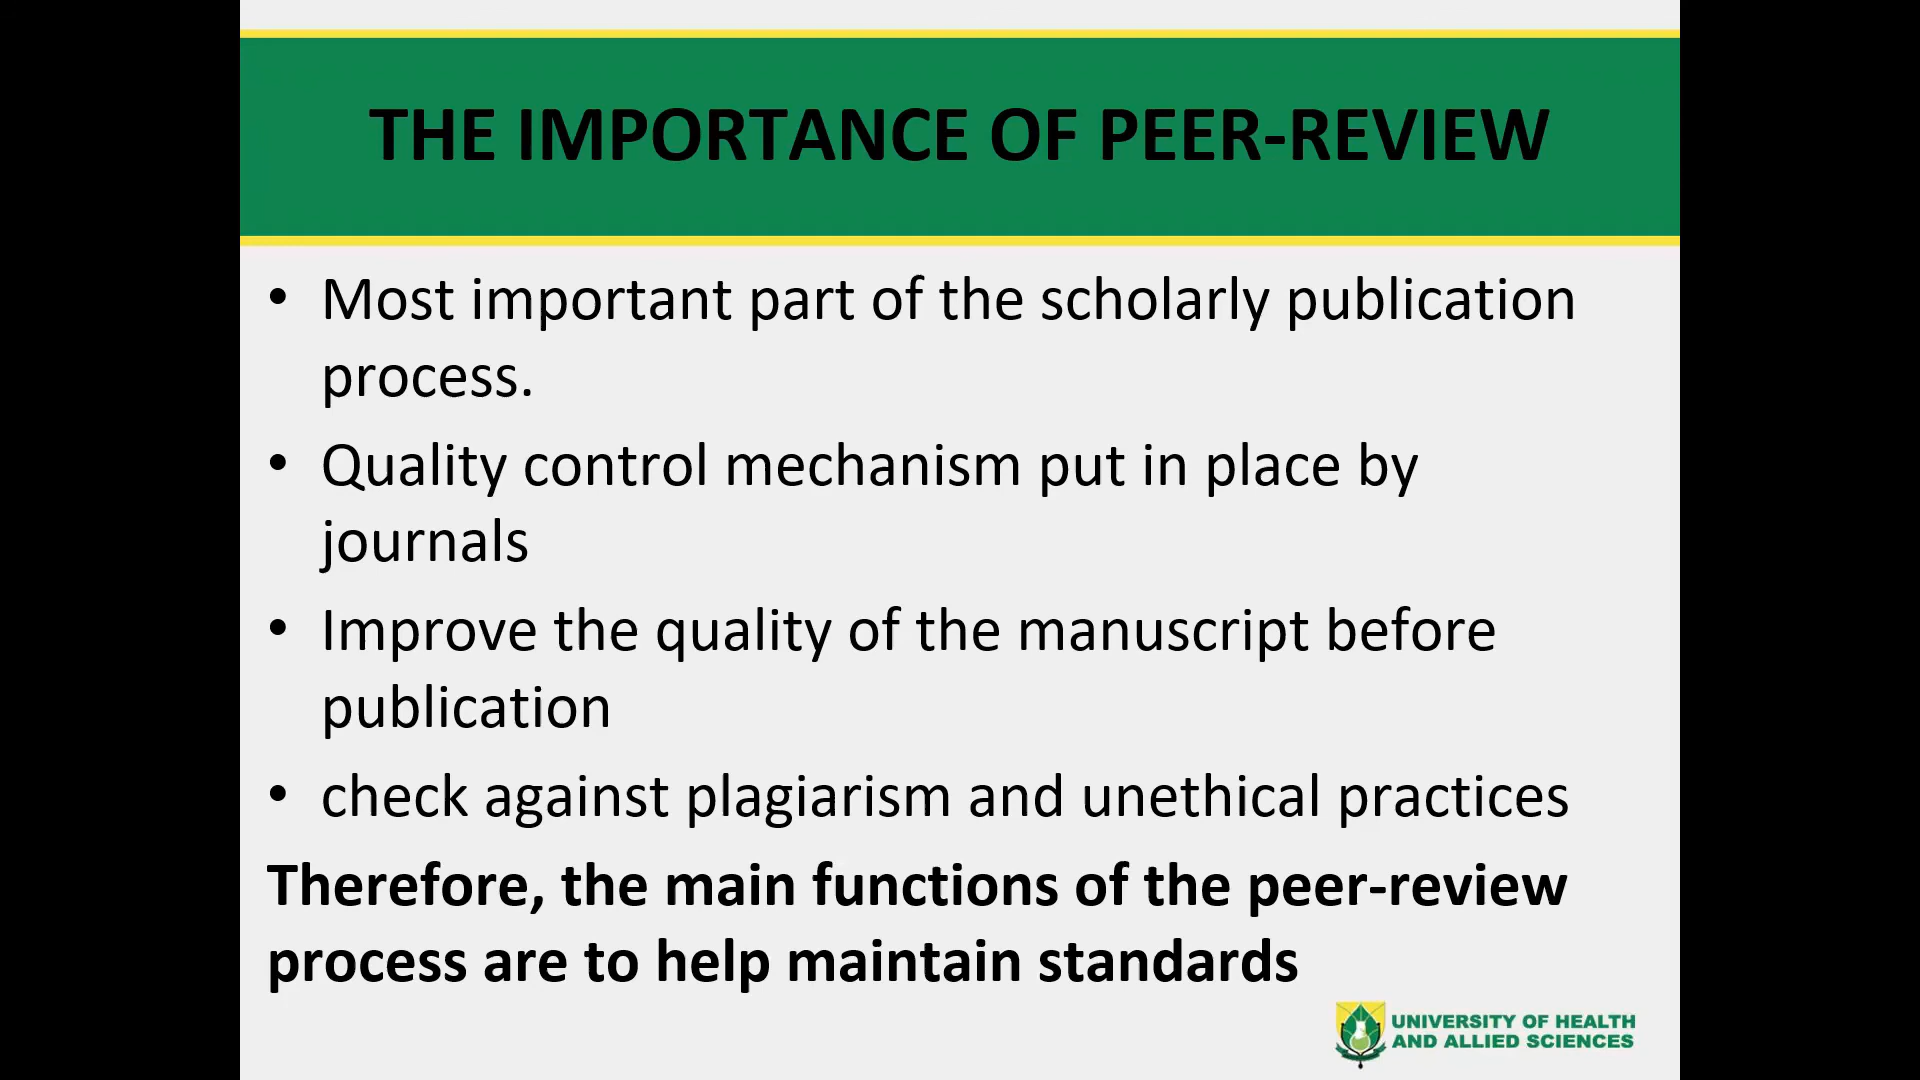 THE IMPORTANCE OF PEER-REVIEW
• Most important part of the scholarly publication
process.
• Quality control mechanism put in place by
journals
• Improve the quality of the manuscript before
publication
• check against plagiarism and unethical practices
Therefore, the main functions of the peer-review
process are to help maintain standards
UNIVERSITY OF HEALTH
AND ALLIED SCIENCES